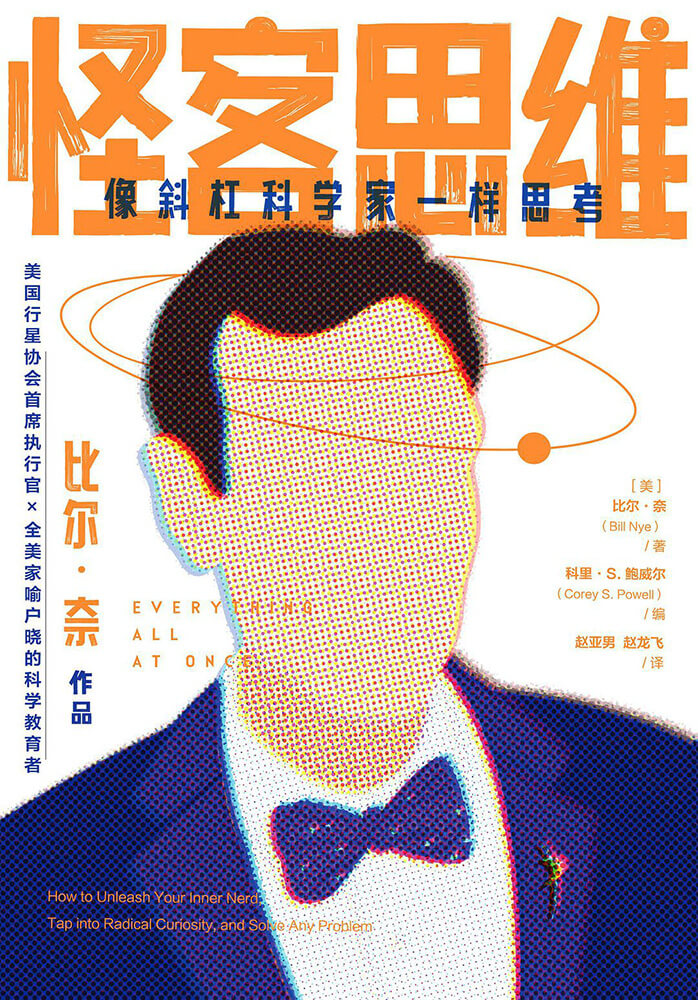 怪客思维
像斜杠科学家一样思考
美国行星协会首席执行官×全美家喻户晓的科学教育者
比尔·奈
作品
[美]
比尔·奈
(Bill Nye)
/著
科里·S. 鲍威尔
(Corey S. Powell)
/编
赵亚男 赵龙飞
/译
EVERYTHING
ALL
AT ONCE
How to Unleash Your Inner Nerd,
Tap into Radical Curiosity, and Solve Any Problem